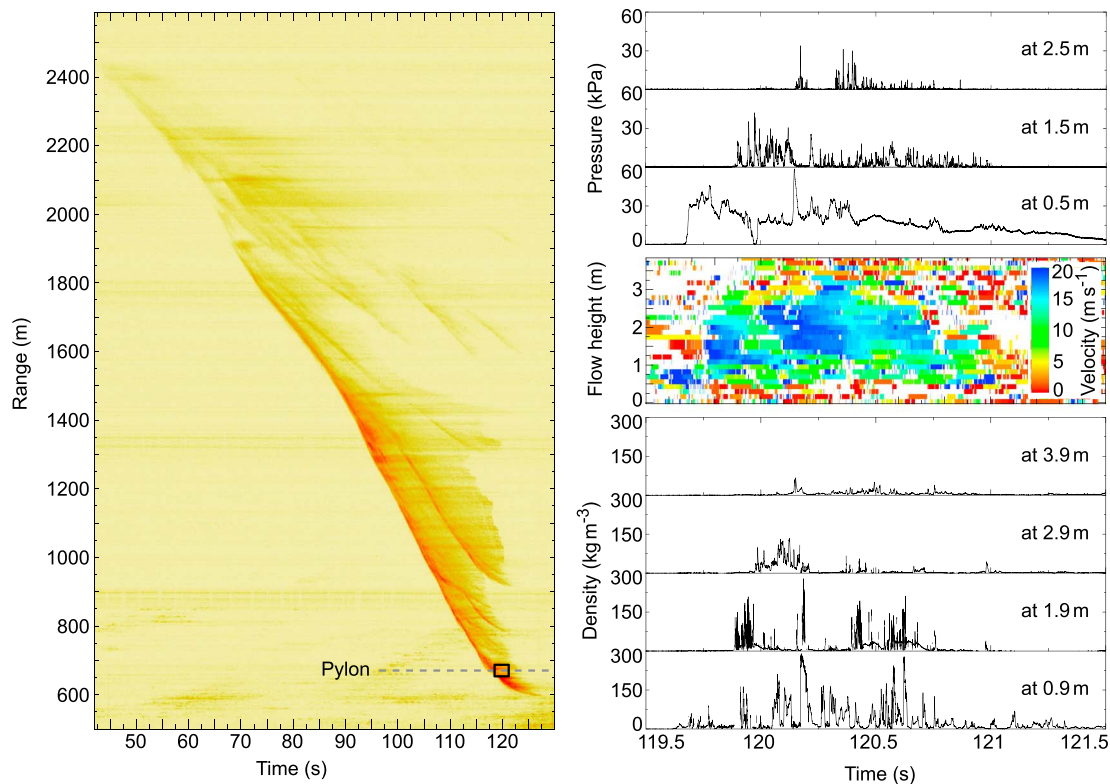 Range (m)
2400
2200
2000
1800
1600
1400
1200
1000
800
600
Pylon
50 60 70 80 90 100 110 120
Time (s)
Pressure (kPa)
60
30
0
at 2.5 m
60
30
at 1.5 m
60
30
0
at 0.5 m
Flow height (m)
3
2
1
0
20
15
10
5
0
Velocity (m s⁻¹)
Density (kg m⁻³)
300
150
at 3.9 m
300
150
at 2.9 m
300
150
at 1.9 m
300
150
0
at 0.9 m
119.5 120 120.5 121 121.5
Time (s)